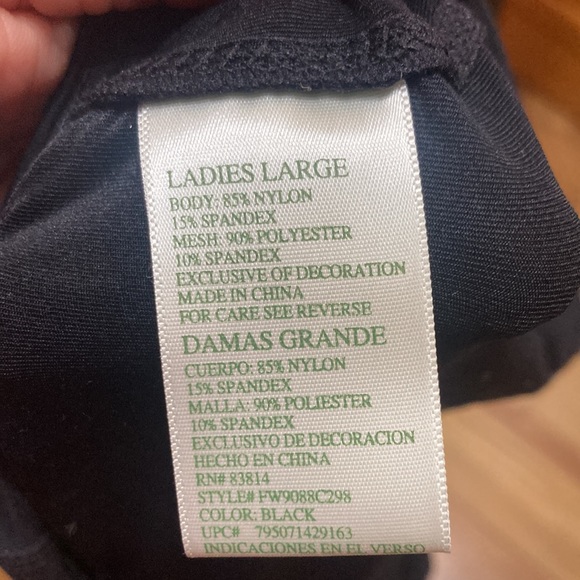 LADIES LARGE
BODY: 85% NYLON
15% SPANDEX
MESH: 90% POLYESTER
10% SPANDEX
EXCLUSIVE OF DECORATION
MADE IN CHINA
FOR CARE SEE REVERSE
DAMAS GRANDE
CUERPO: 85% NYLON
15% SPANDEX
MALLA: 90% POLIESTER
10% SPANDEX
EXCLUSIVO DE DECORACION
HECHO EN CHINA
RN# 83814
STYLE# FW9088C298
COLOR: BLACK
UPC# 795071429163
INDICACIONES EN EL VERSO